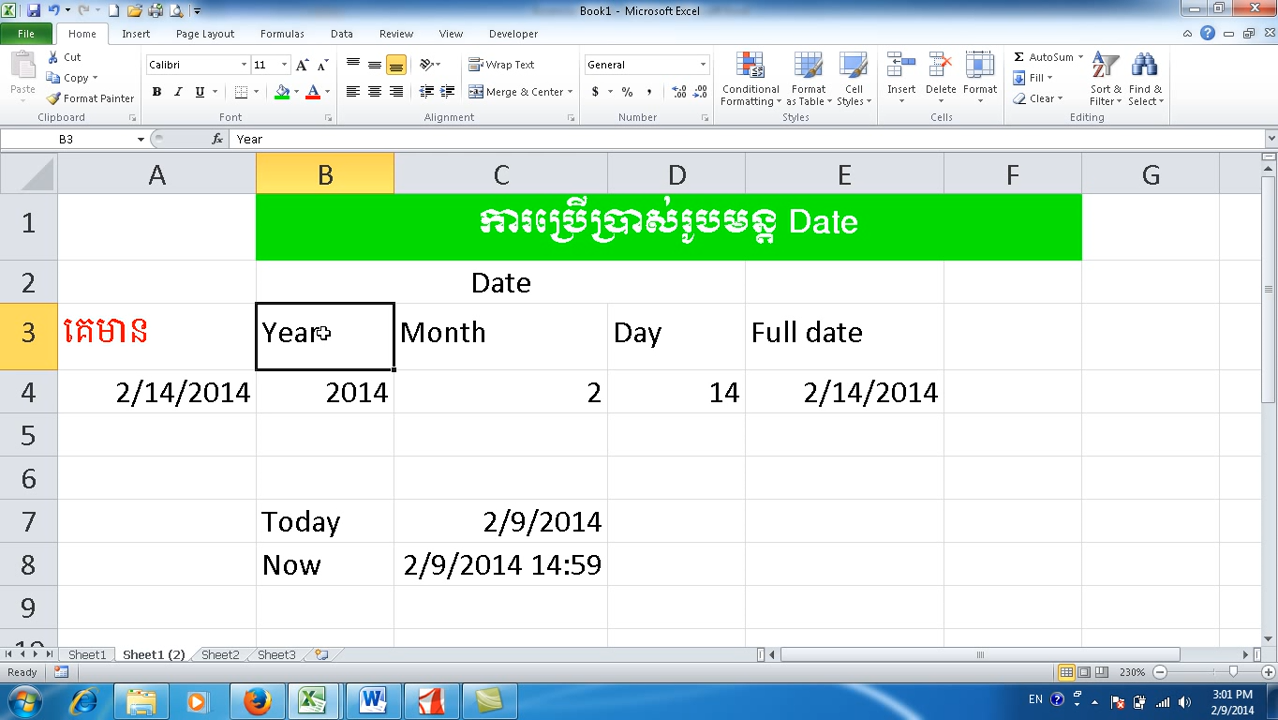 Book1 - Microsoft Excel
File Home Insert Page Layout Formulas Data Review View Developer
Paste
Cut
Copy
Format Painter
Clipboard
Calibri 11
B I U A
Font
Wrap Text
Merge & Center
Alignment
General
$ % ,
Number
Conditional Formatting
Format as Table
Cell Styles
Styles
Insert Delete Format
Cells
AutoSum
Fill
Clear
Sort & Filter
Find & Select
Editing
B3 fx Year
A B C D E F G
1 ការប្រើប្រាស់រូបមន្ត Date
2 Date
3 គេមាន Year Month Day Full date
4 2/14/2014 2014 2 14 2/14/2014
5
6
7 Today 2/9/2014
8 Now 2/9/2014 14:59
9
10
Sheet1 Sheet1 (2) Sheet2 Sheet3
Ready 230%
EN 3:01 PM
2/9/2014